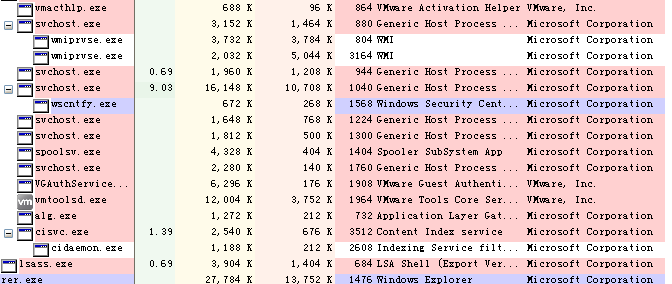 vmacthlp.exe 688 K 96 K 864 VMware Activation Helper VMware, Inc.
svchost.exe 3,152 K 1,464 K 880 Generic Host Process ... Microsoft Corporation
wmiprvse.exe 3,732 K 3,784 K 804 WMI Microsoft Corporation
wmiprvse.exe 2,032 K 5,044 K 3164 WMI Microsoft Corporation
svchost.exe 0.69 1,960 K 1,208 K 944 Generic Host Process ... Microsoft Corporation
svchost.exe 9.03 16,148 K 10,708 K 1040 Generic Host Process ... Microsoft Corporation
wscntfy.exe 672 K 268 K 1568 Windows Security Cent... Microsoft Corporation
svchost.exe 1,648 K 768 K 1224 Generic Host Process ... Microsoft Corporation
svchost.exe 1,812 K 500 K 1300 Generic Host Process ... Microsoft Corporation
spoolsv.exe 4,328 K 404 K 1404 Spooler SubSystem App Microsoft Corporation
svchost.exe 2,280 K 140 K 1760 Generic Host Process ... Microsoft Corporation
VGAuthService... 6,296 K 176 K 1908 VMware Guest Authenti... VMware, Inc.
vm vmtoolsd.exe 12,004 K 3,752 K 1964 VMware Tools Core Ser... VMware, Inc.
alg.exe 1,272 K 212 K 732 Application Layer Gat... Microsoft Corporation
cisvc.exe 1.39 2,540 K 676 K 3512 Content Index service Microsoft Corporation
cidaemon.exe 1,188 K 212 K 2608 Indexing Service filt... Microsoft Corporation
lsass.exe 0.69 3,904 K 1,404 K 684 LSA Shell (Export Ver... Microsoft Corporation
rer.exe 27,784 K 13,752 K 1476 Windows Explorer Microsoft Corporation